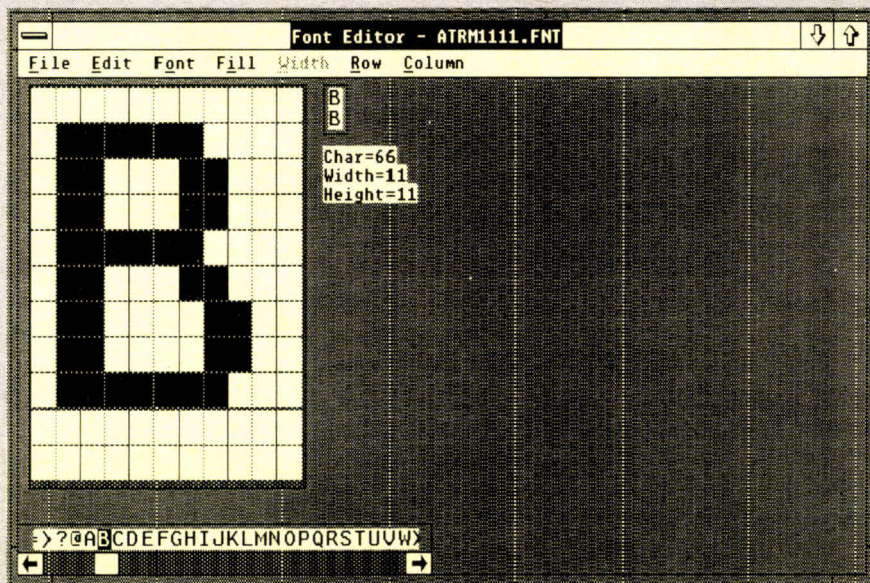 Font Editor - ATRM1111.FNT
File Edit Font Fill Width Row Column
B
B
Char=66
Width=11
Height=11
>?@ABCDEFGHIJKLMNOPQRSTUVW